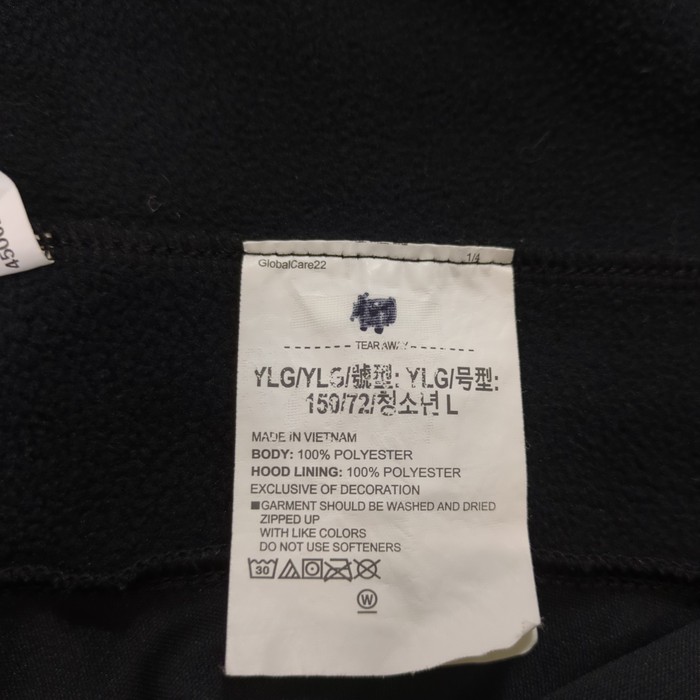 4500
GlobalCare22
1/4
TEAR AWAY
YLG/YLG/號型: YLG/号型:
150/72/청소년 L
MADE IN VIETNAM
BODY: 100% POLYESTER
HOOD LINING: 100% POLYESTER
EXCLUSIVE OF DECORATION
■GARMENT SHOULD BE WASHED AND DRIED
ZIPPED UP
WITH LIKE COLORS
DO NOT USE SOFTENERS
30
W